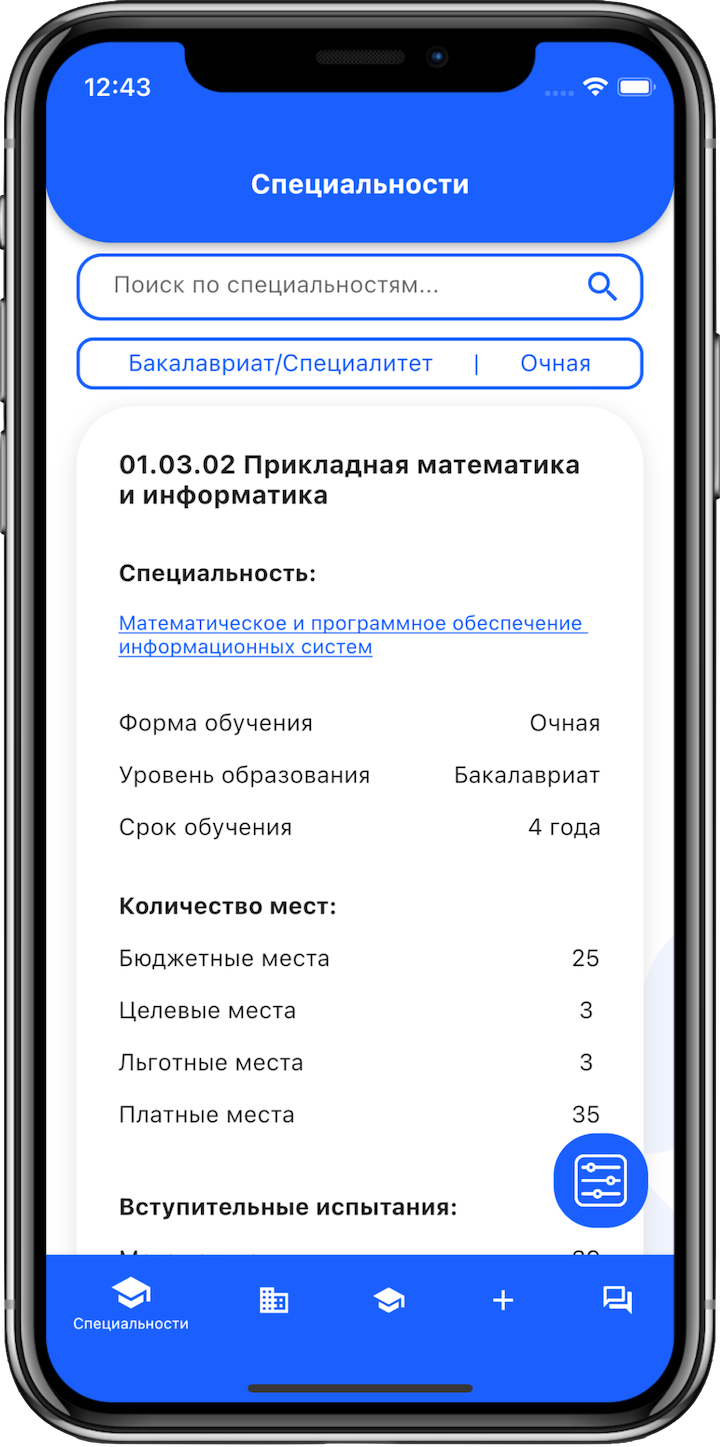 12:43
Специальности
Поиск по специальностям...
Бакалавриат/Специалитет | Очная
01.03.02 Прикладная математика
и информатика
Специальность:
Математическое и программное обеспечение
информационных систем
Форма обучения Очная
Уровень образования Бакалавриат
Срок обучения 4 года
Количество мест:
Бюджетные места 25
Целевые места 3
Льготные места 3
Платные места 35
Вступительные испытания:
Специальности